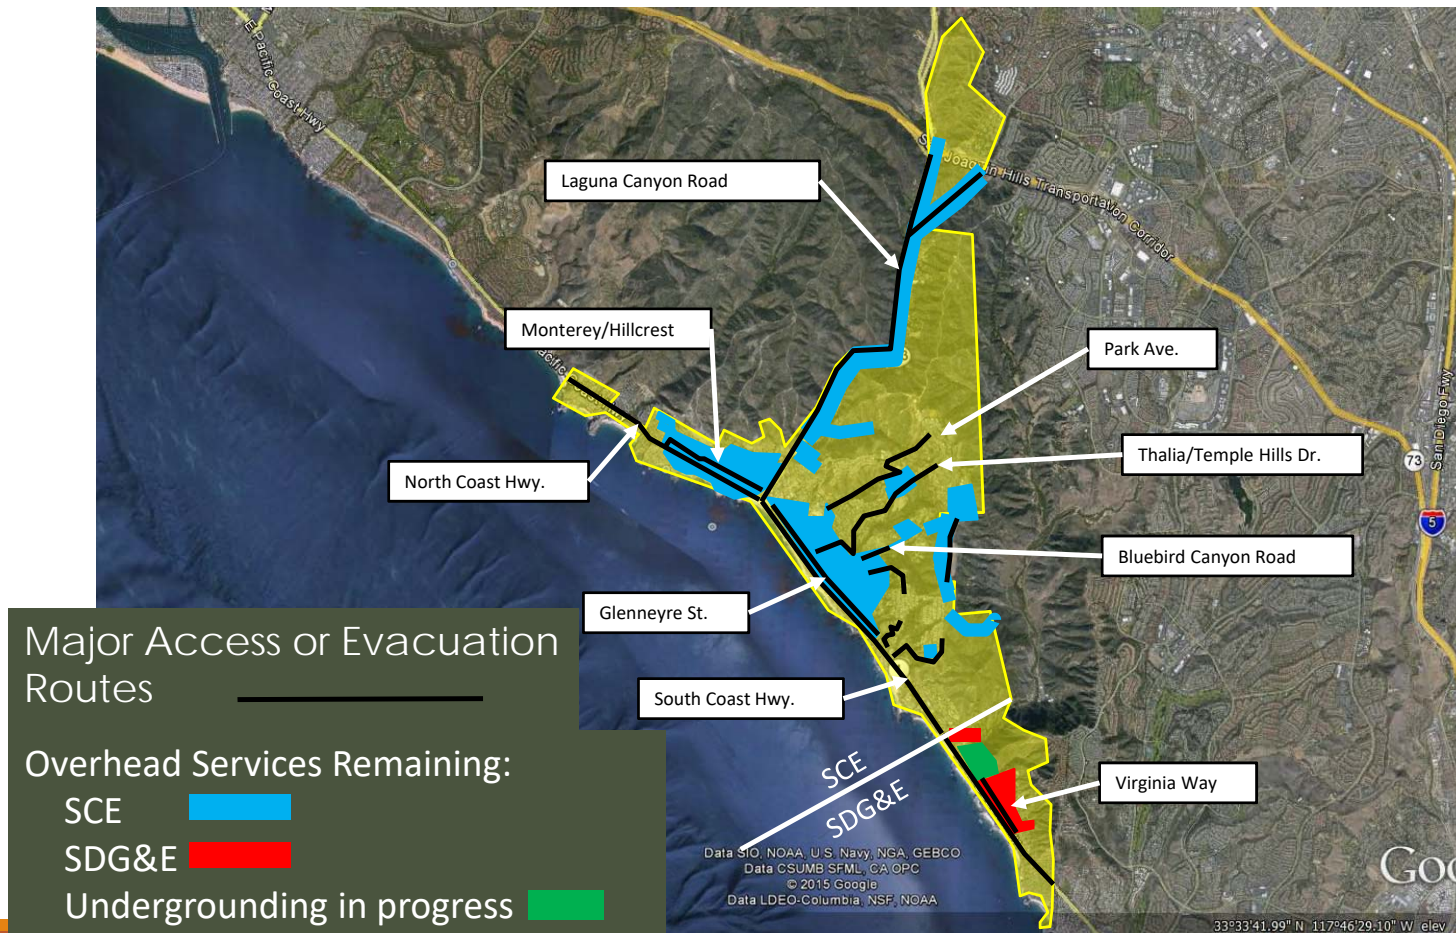 E Pacific Coast Hwy
Joaquin Hills Transportation Corridor
Laguna Canyon Road
Monterey/Hillcrest
Park Ave.
Thalia/Temple Hills Dr.
North Coast Hwy.
73
San Diego Fwy
5
Bluebird Canyon Road
Glenneyre St.
South Coast Hwy.
SCE
SDG&E
Virginia Way
Major Access or Evacuation
Routes
Overhead Services Remaining:
SCE
SDG&E
Undergrounding in progress
Data SIO, NOAA, U.S. Navy, NGA, GEBCO
Data CSUMB SFML, CA OPC
© 2015 Google
Data LDEO-Columbia, NSF, NOAA
Goo
33°33'41.99" N 117°46'29.10" W elev